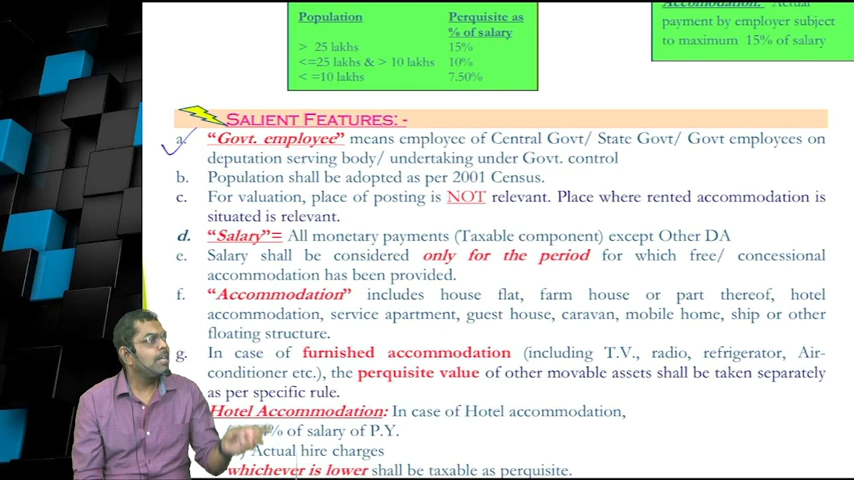 Population Perquisite as
% of salary
> 25 lakhs 15%
<=25 lakhs & > 10 lakhs 10%
< =10 lakhs 7.50%
Accomodation: Actual
payment by employer subject
to maximum 15% of salary
Salient Features: -
a. “Govt. employee” means employee of Central Govt/ State Govt/ Govt employees on
deputation serving body/ undertaking under Govt. control
b. Population shall be adopted as per 2001 Census.
c. For valuation, place of posting is NOT relevant. Place where rented accommodation is
situated is relevant.
d. “Salary”= All monetary payments (Taxable component) except Other DA
e. Salary shall be considered only for the period for which free/ concessional
accommodation has been provided.
f. “Accommodation” includes house flat, farm house or part thereof, hotel
accommodation, service apartment, guest house, caravan, mobile home, ship or other
floating structure.
g. In case of furnished accommodation (including T.V., radio, refrigerator, Air-
conditioner etc.), the perquisite value of other movable assets shall be taken separately
as per specific rule.
Hotel Accommodation: In case of Hotel accommodation,
% of salary of P.Y.
Actual hire charges
whichever is lower shall be taxable as perquisite.